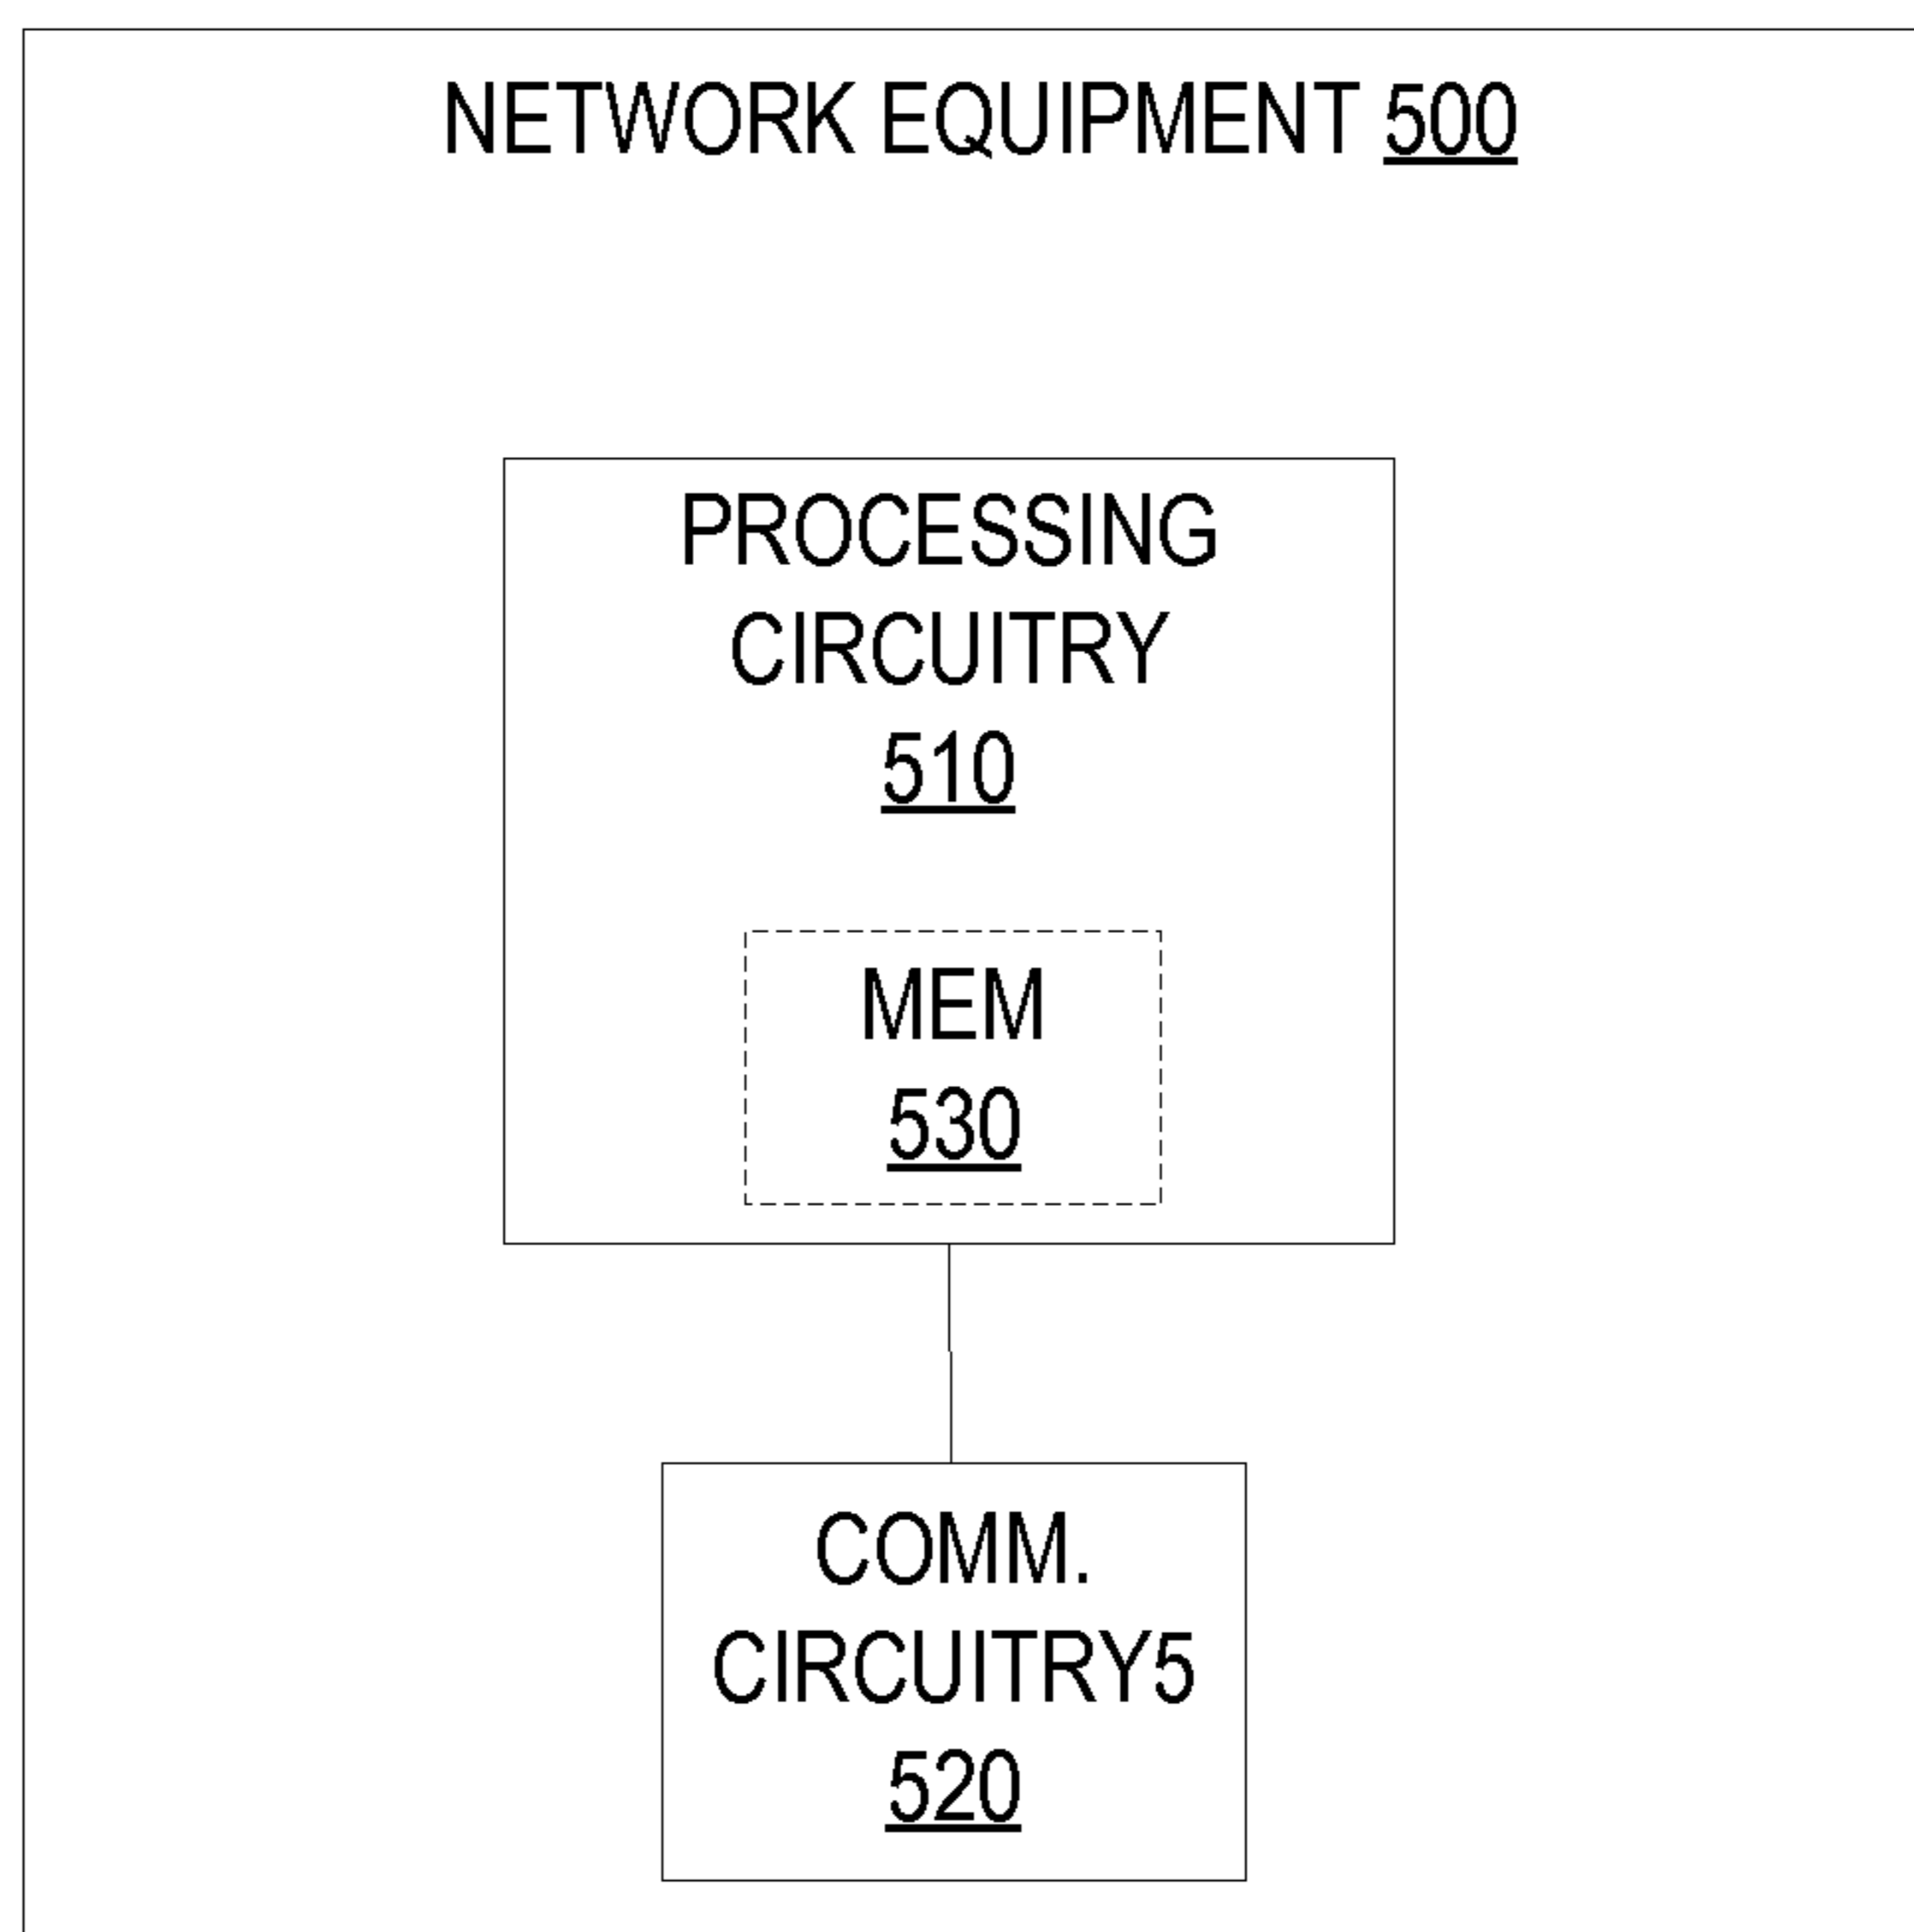 NETWORK EQUIPMENT 500
PROCESSING
CIRCUITRY
510
MEM
530
COMM.
CIRCUITRY5
520